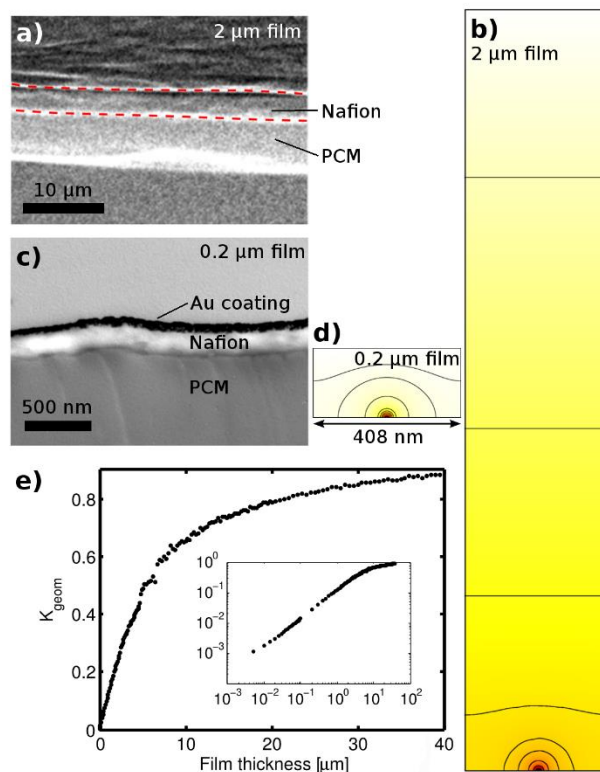 a)
2 µm film
Nafion
PCM
10 µm
b)
2 µm film
c)
0.2 µm film
Au coating
Nafion
PCM
500 nm
d)
0.2 µm film
408 nm
e)
K_geom
0.8
0.6
0.4
0.2
0
0 10 20 30 40
Film thickness [µm]
10^0
10^-1
10^-2
10^-3
10^-3 10^-2 10^-1 10^0 10^1 10^2